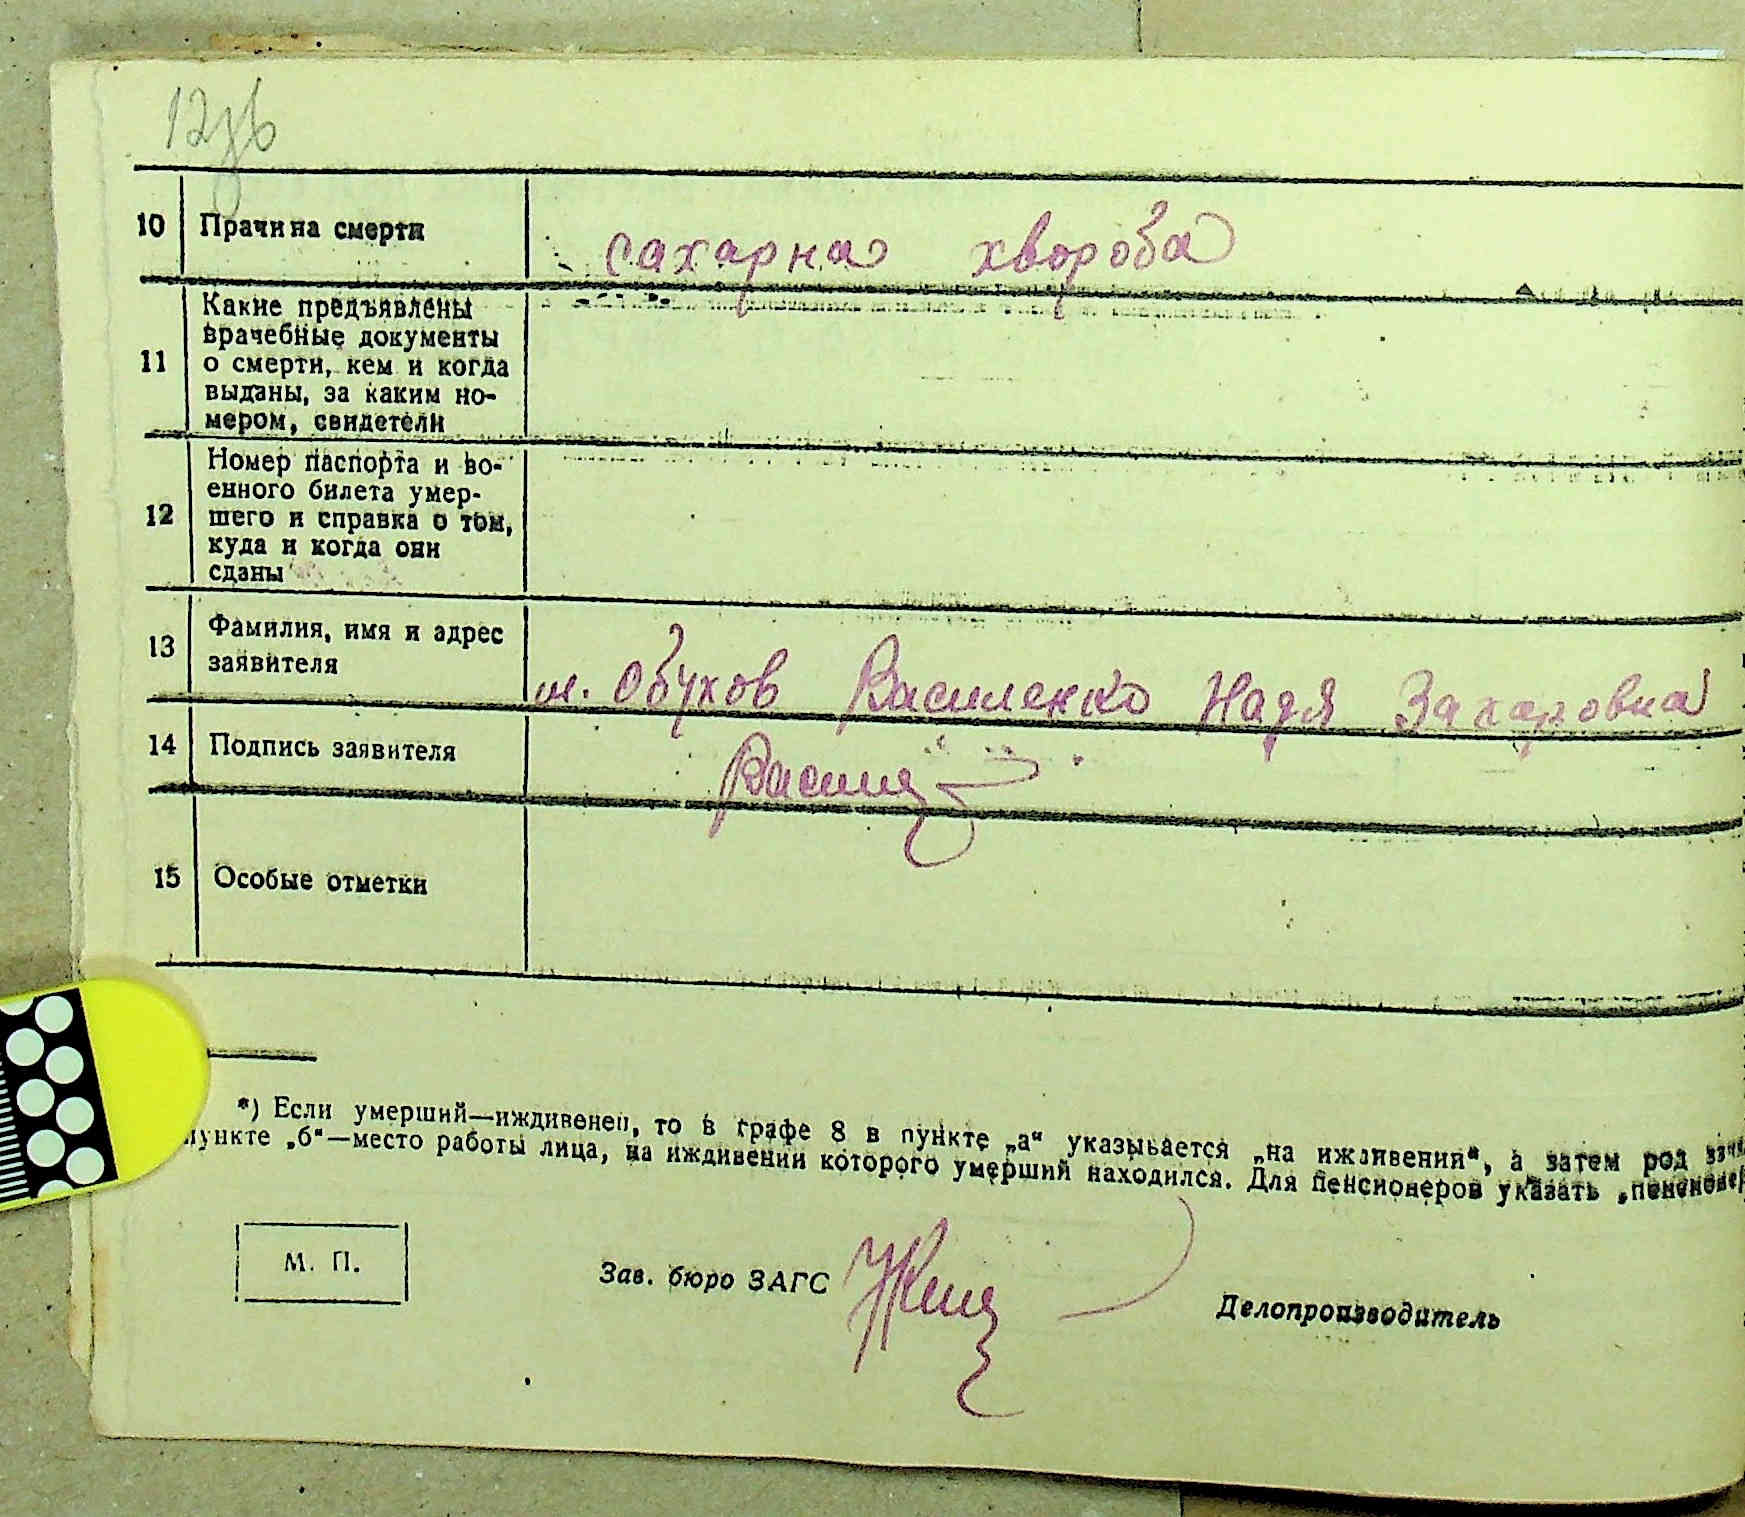 12зв
10 Причина смерти сахарна хвороба
11 Какие предъявлены
врачебные документы
о смерти, кем и когда
выданы, за каким но-
мером, свидетели
12 Номер паспорта и во-
енного билета умер-
шего и справка о том,
куда и когда они
сданы
13 Фамилия, имя и адрес
заявителя
м. Обухов Василенко Надя Захаровна
14 Подпись заявителя
15 Особые отметки
*) Если умерший—иждивенец, то в графе 8 в пункте „а“ указывается „на иждивении“, а затем род
пункте „б“—место работы лица, на иждивении которого умерший находился. Для пенсионеров указать „пенсионер
М. П.
Зав. бюро ЗАГС
Делопроизводитель